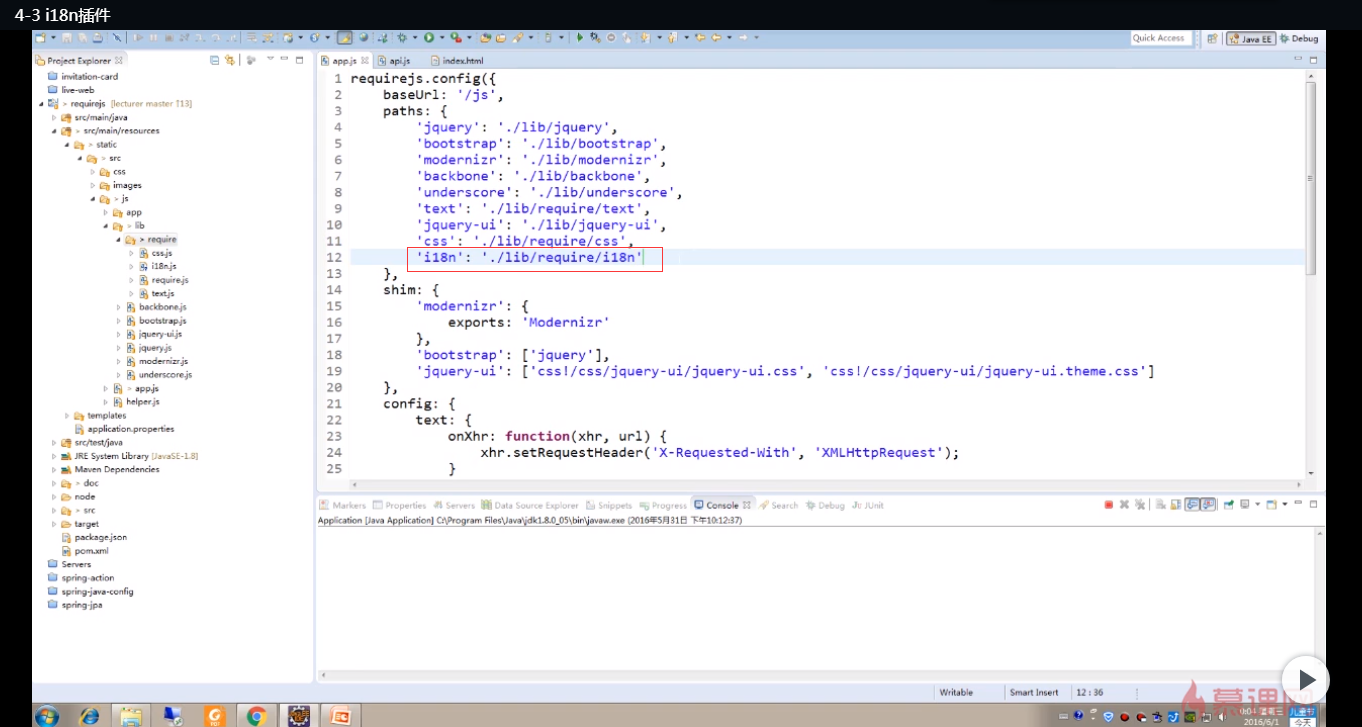 4-3 i18n插件
Quick Access
Java EE
Debug
Project Explorer
app.js
api.js
index.html
invitation-card
live-web
> requirejs [lecturer master ↑13]
src/main/java
> src/main/resources
> static
> src
css
images
> js
app
> lib
> require
css.js
i18n.js
require.js
text.js
backbone.js
bootstrap.js
jquery-ui.js
jquery.js
modernizr.js
underscore.js
> app.js
helper.js
templates
application.properties
src/test/java
JRE System Library [JavaSE-1.8]
Maven Dependencies
> doc
node
> src
target
package.json
pom.xml
Servers
spring-action
spring-java-config
spring-jpa
1 requirejs.config({
2 baseUrl: '/js',
3 paths: {
4 'jquery': './lib/jquery',
5 'bootstrap': './lib/bootstrap',
6 'modernizr': './lib/modernizr',
7 'backbone': './lib/backbone',
8 'underscore': './lib/underscore',
9 'text': './lib/require/text',
10 'jquery-ui': './lib/jquery-ui',
11 'css': './lib/require/css',
12 'i18n': './lib/require/i18n'
13 },
14 shim: {
15 'modernizr': {
16 exports: 'Modernizr'
17 },
18 'bootstrap': ['jquery'],
19 'jquery-ui': ['css!/css/jquery-ui/jquery-ui.css', 'css!/css/jquery-ui/jquery-ui.theme.css']
20 },
21 config: {
22 text: {
23 onXhr: function(xhr, url) {
24 xhr.setRequestHeader('X-Requested-With', 'XMLHttpRequest');
25 }
Markers Properties Servers Data Source Explorer Snippets Progress Console Search Debug JUnit
Application [Java Application] C:\Program Files\Java\jdk1.8.0_05\bin\javaw.exe (2016年5月31日 下午10:12:37)
Writable
Smart Insert
12 : 36
慕课网
2016/6/1
儿童节
今天